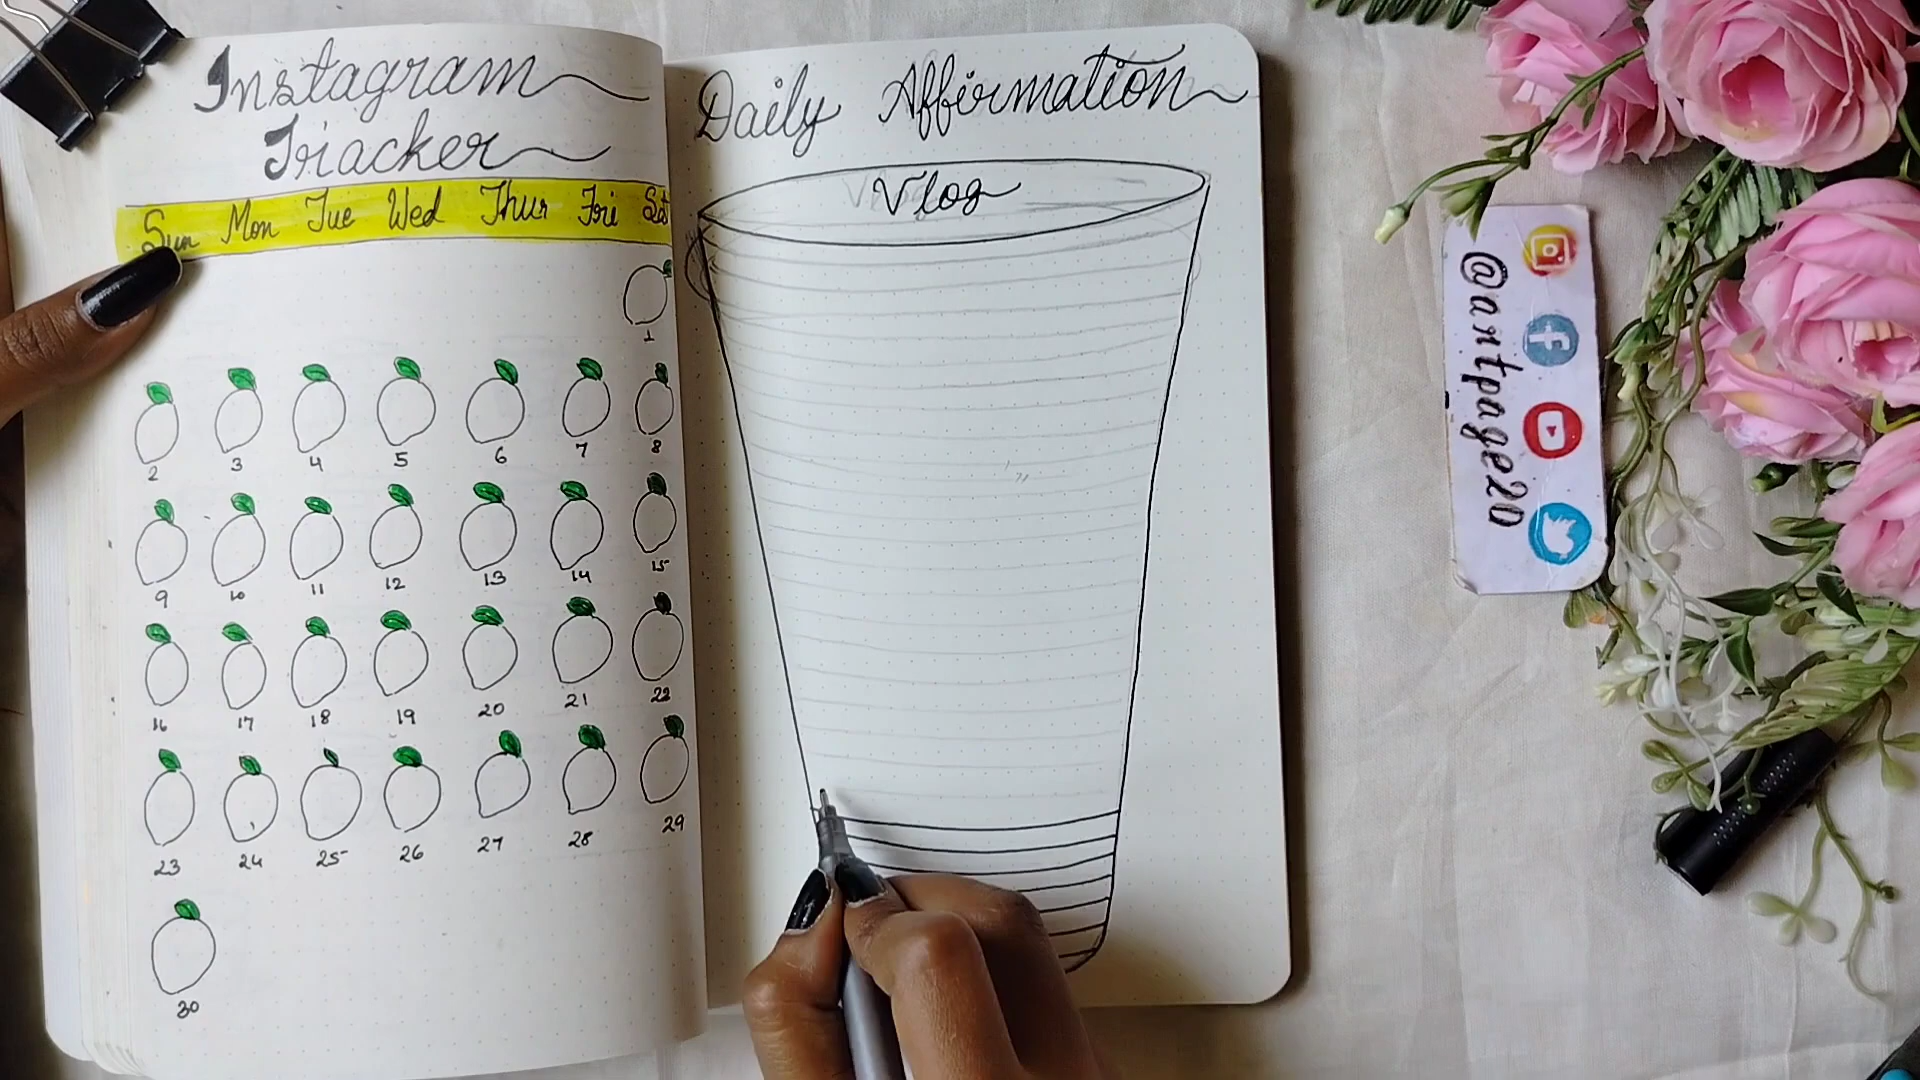 Instagram
Tracker
Sun Mon Tue Wed Thur Fri Sat
1
2 3 4 5 6 7 8
9 10 11 12 13 14 15
16 17 18 19 20 21 22
23 24 25 26 27 28 29
30
Daily Affirmation
Vlog
@artpage20